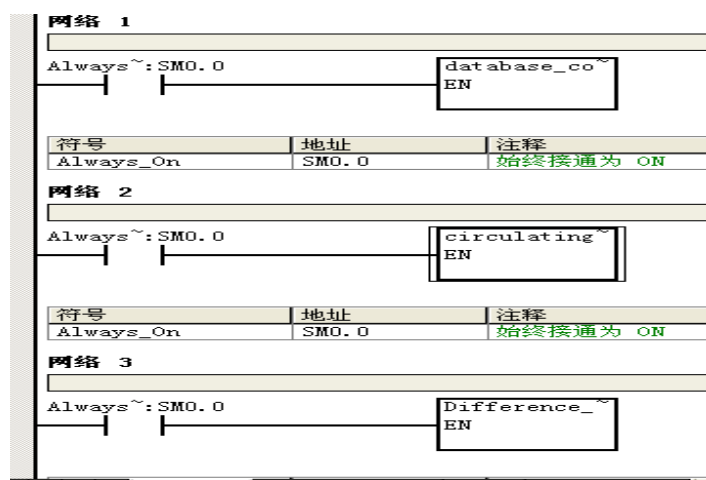 网络 1
Always~:SM0.0 database_co~
EN
符号 地址 注释
Always_On SM0.0 始终接通为 ON
网络 2
Always~:SM0.0 circulating~
EN
符号 地址 注释
Always_On SM0.0 始终接通为 ON
网络 3
Always~:SM0.0 Difference_~
EN